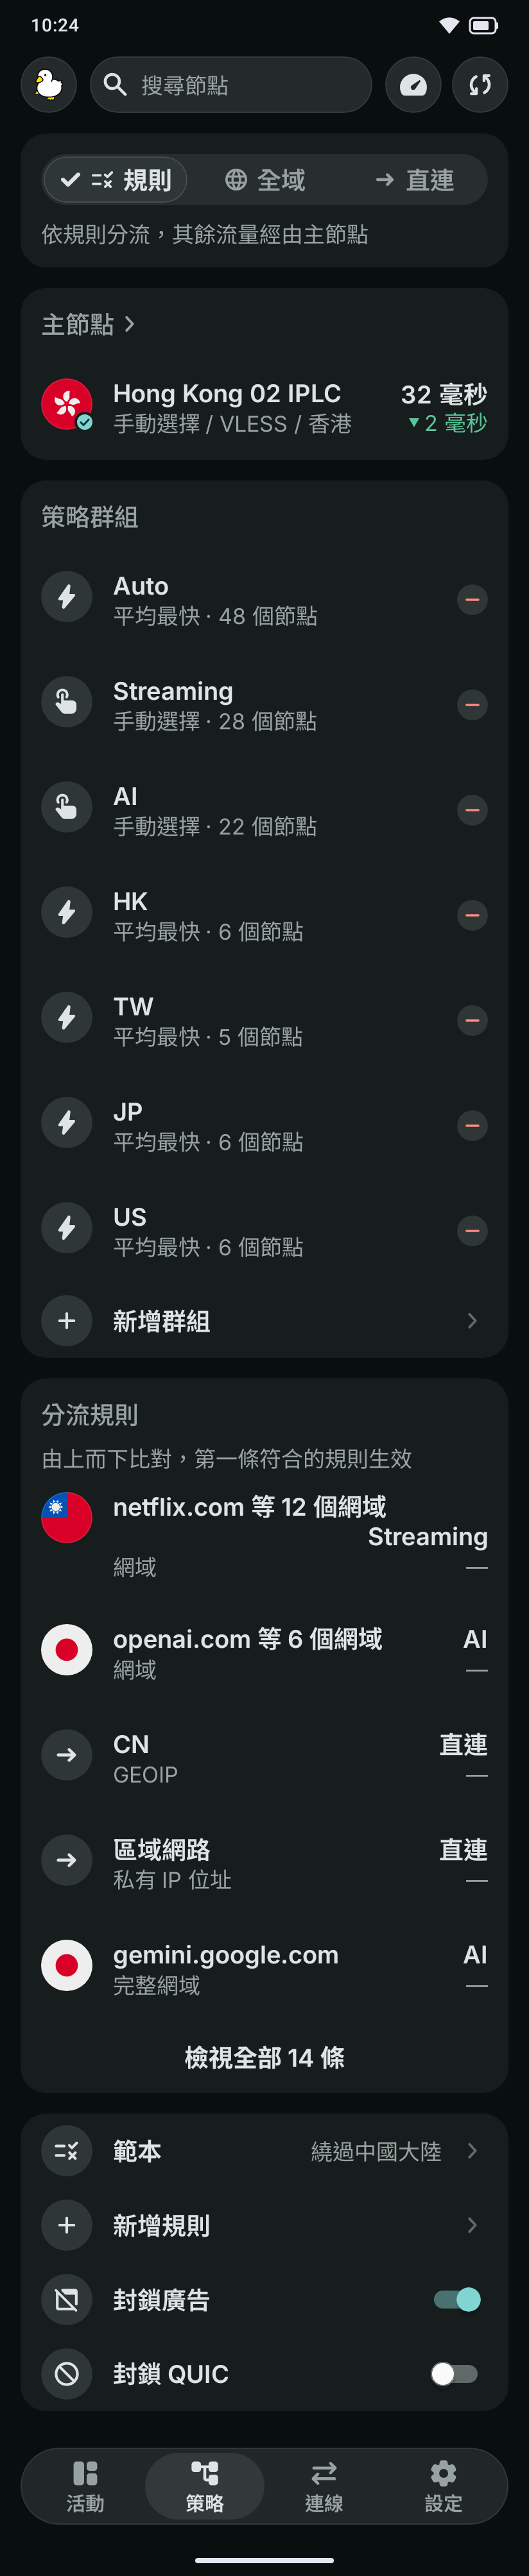 10:24
搜尋節點
規則
全域
直連
依規則分流，其餘流量經由主節點
主節點
Hong Kong 02 IPLC
32 毫秒
手動選擇 / VLESS / 香港
▼2 毫秒
策略群組
Auto
平均最快 · 48 個節點
Streaming
手動選擇 · 28 個節點
AI
手動選擇 · 22 個節點
HK
平均最快 · 6 個節點
TW
平均最快 · 5 個節點
JP
平均最快 · 6 個節點
US
平均最快 · 6 個節點
新增群組
分流規則
由上而下比對，第一條符合的規則生效
netflix.com 等 12 個網域
Streaming
網域
—
openai.com 等 6 個網域
AI
網域
—
CN
直連
GEOIP
—
區域網路
直連
私有 IP 位址
—
gemini.google.com
AI
完整網域
—
檢視全部 14 條
範本
繞過中國大陸
新增規則
封鎖廣告
封鎖 QUIC
活動
策略
連線
設定